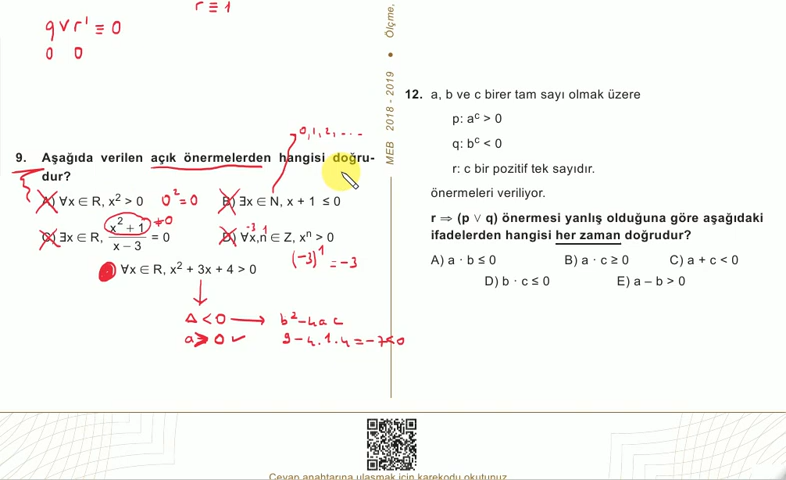 r ≡ 1
q ∨ r' ≡ 0
0 0
0, 1, 2, ...
9. Aşağıda verilen açık önermelerden hangisi doğru-
dur?
A) ∀x ∈ R, x² > 0 0² = 0
B) ∃x ∈ N, x + 1 ≤ 0
C) ∃x ∈ R, (x² + 1) / (x − 3) = 0 ≠0
D) ∀x,n ∈ Z, xⁿ > 0 -3 1
(-3)¹ = -3
∀x ∈ R, x² + 3x + 4 > 0
Δ < 0 → b² - 4ac
a > 0 ✓ 9 - 4.1.4 = -7 < 0
MEB 2018 - 2019 • Ölçme,
12. a, b ve c birer tam sayı olmak üzere
p: aᶜ > 0
q: bᶜ < 0
r: c bir pozitif tek sayıdır.
önermeleri veriliyor.
r ⇒ (p ∨ q) önermesi yanlış olduğuna göre aşağıdaki
ifadelerden hangisi her zaman doğrudur?
A) a · b ≤ 0 B) a · c ≥ 0 C) a + c < 0
D) b · c ≤ 0 E) a – b > 0
Cevap anahtarına ulaşmak için karekodu okutunuz